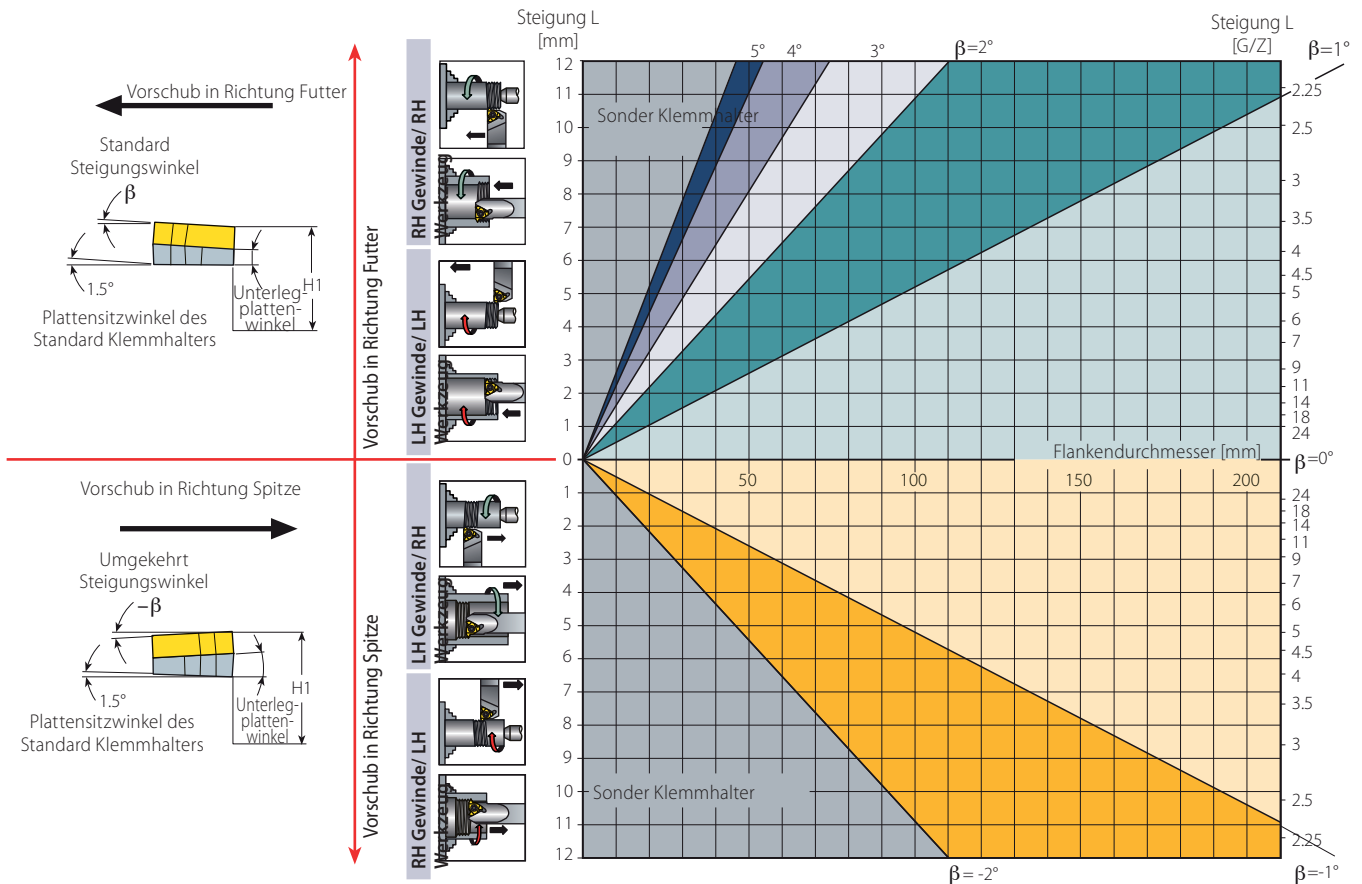 Vorschub in Richtung Futter
Standard
Steigungswinkel
β
1.5°
Plattensitzwinkel des
Standard Klemmhalters
Unterleg-
platten-
winkel
H1
Vorschub in Richtung Spitze
Umgekehrt
Steigungswinkel
-β
1.5°
Plattensitzwinkel des
Standard Klemmhalters
Unterleg-
platten-
winkel
H1
Vorschub in Richtung Futter
Vorschub in Richtung Spitze
RH Gewinde/ RH
Werkzeug
LH Gewinde/ LH
Werkzeug
LH Gewinde/ RH
Werkzeug
RH Gewinde/ LH
Werkzeug
Steigung L
[mm]
12
11
10
9
8
7
6
5
4
3
2
1
0
1
2
3
4
5
6
7
8
9
10
11
12
5°
4°
3°
β=2°
Steigung L
[G/Z]
β=1°
Sonder Klemmhalter
2.25
2.5
3
3.5
4
4.5
5
6
7
9
11
14
18
24
Flankendurchmesser [mm]
β=0°
50
100
150
200
24
18
14
11
9
7
6
5
4.5
4
3.5
3
2.5
2.25
Sonder Klemmhalter
β= -2°
β=-1°